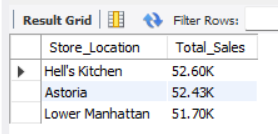 Result Grid Filter Rows:
Store_Location Total_Sales
Hell's Kitchen 52.60K
Astoria 52.43K
Lower Manhattan 51.70K